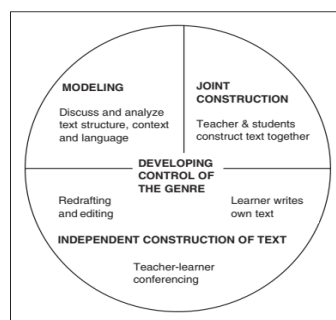 MODELING
Discuss and analyze
text structure, context
and language
JOINT
CONSTRUCTION
Teacher & students
construct text together
DEVELOPING
CONTROL OF
THE GENRE
Redrafting
and editing
Learner writes
own text
INDEPENDENT CONSTRUCTION OF TEXT
Teacher-learner
conferencing